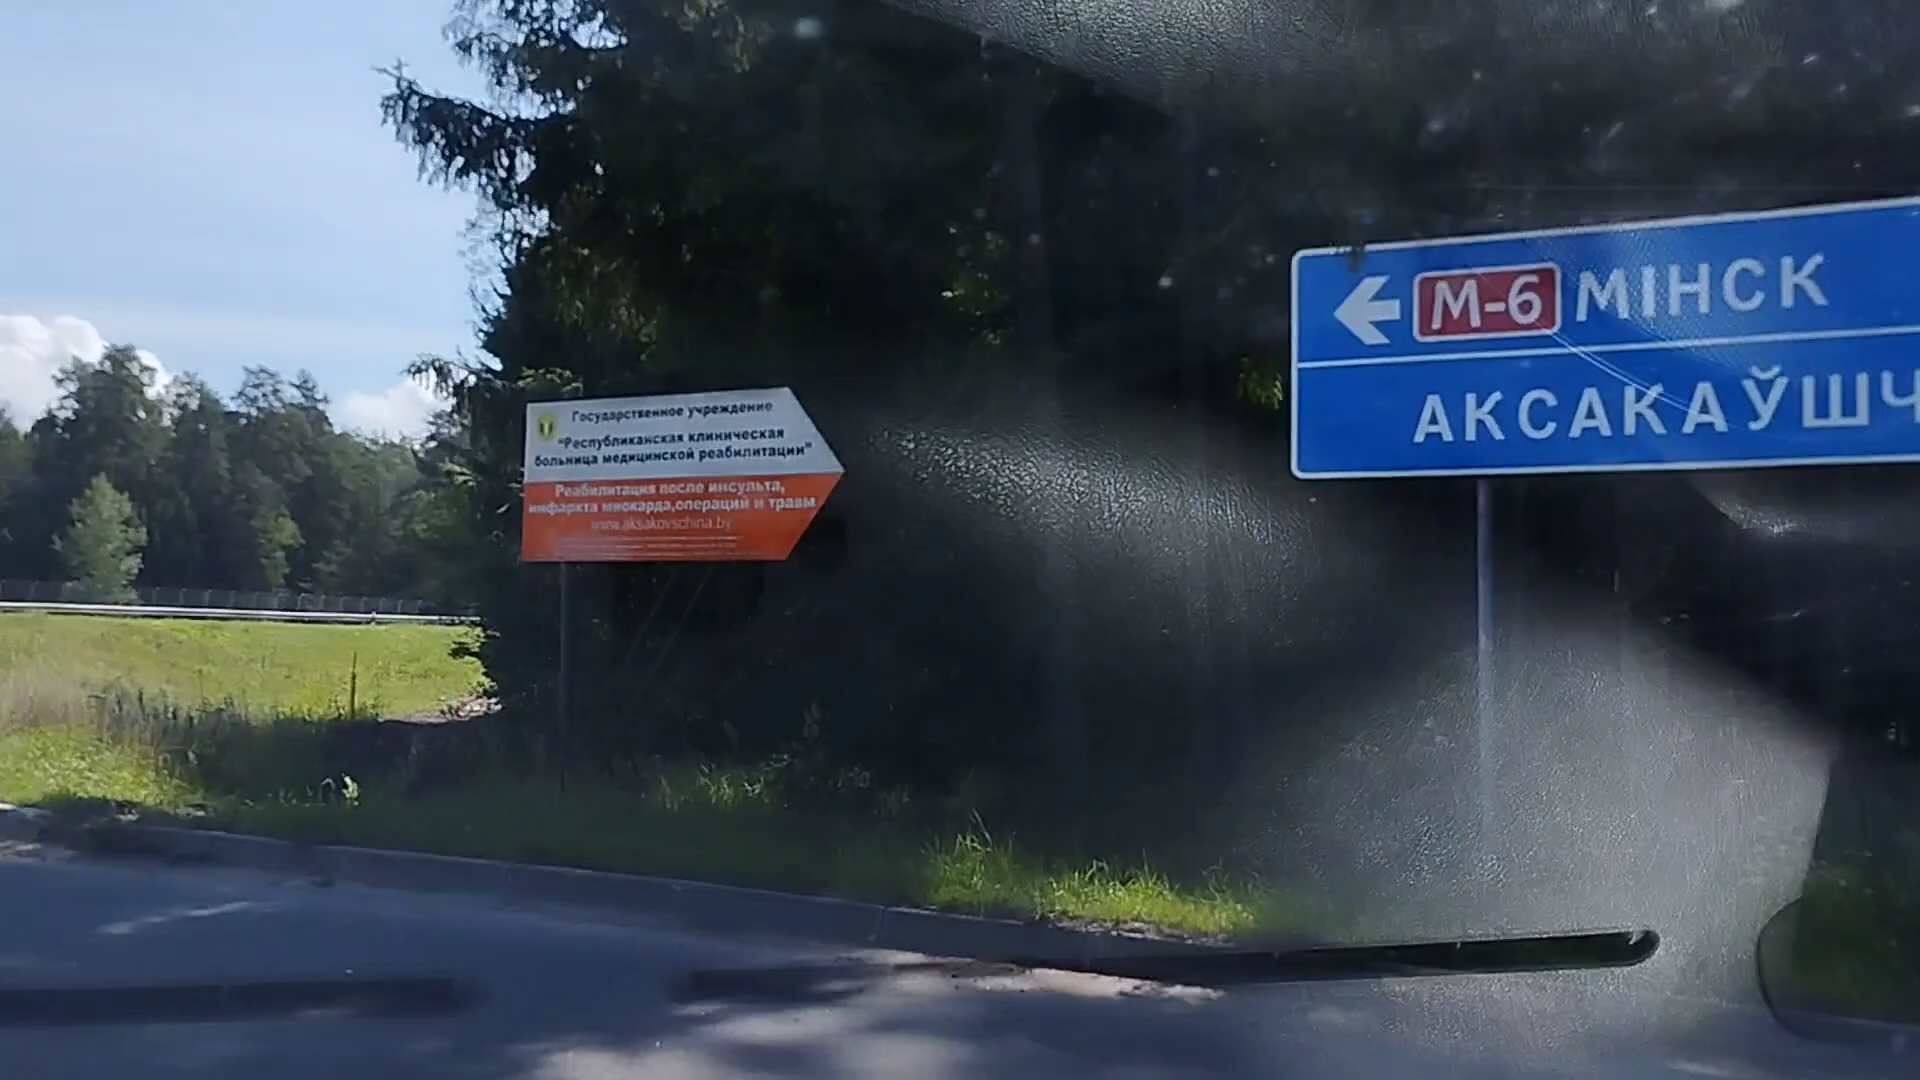 Государственное учреждение
"Республиканская клиническая
больница медицинской реабилитации"
Реабилитация после инсульта,
инфаркта миокарда,операций и травм
www.aksakovschina.by
М-6 МІНСК
АКСАКАЎШЧ